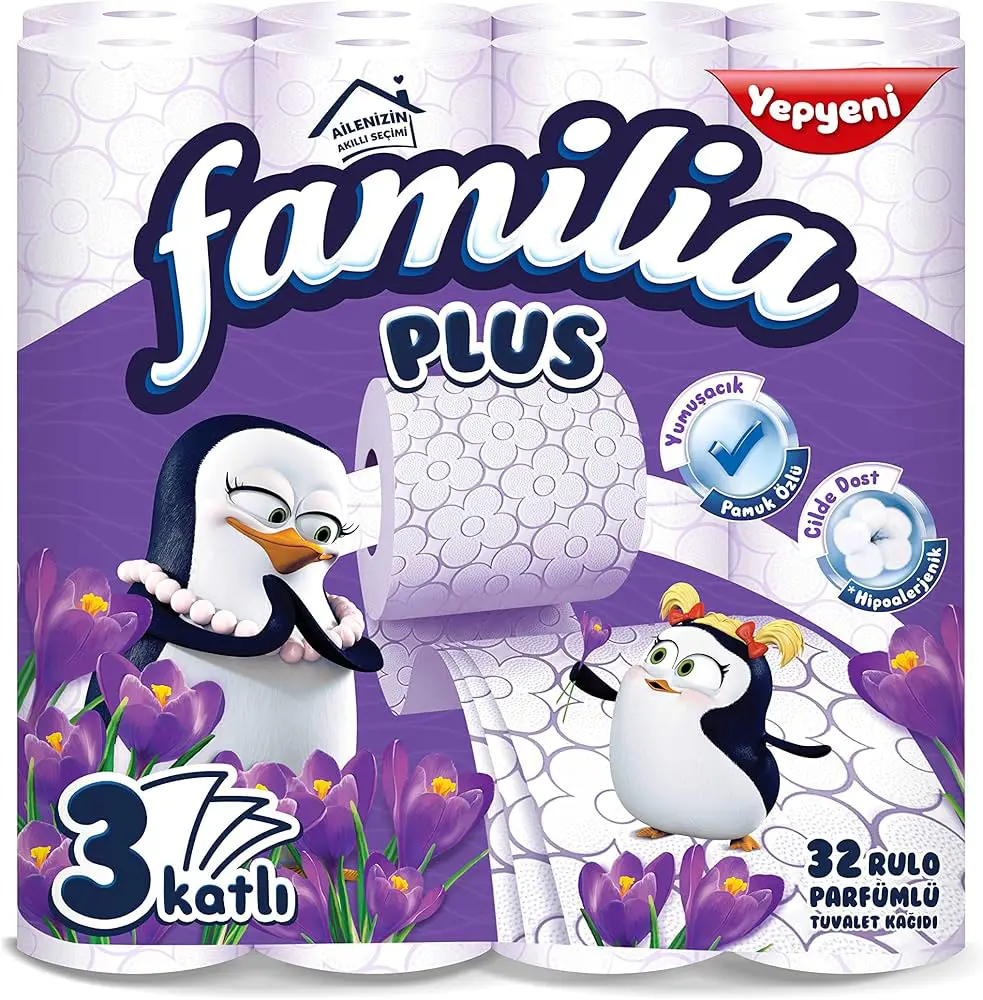 AİLENİZİN
AKILLI SEÇİMİ
Yepyeni
familia
PLUS
Yumuşacık
Pamuk Özlü
Cilde Dost
*Hipoalerjenik
3 katlı
32 RULO
PARFÜMLÜ
TUVALET KAĞIDI